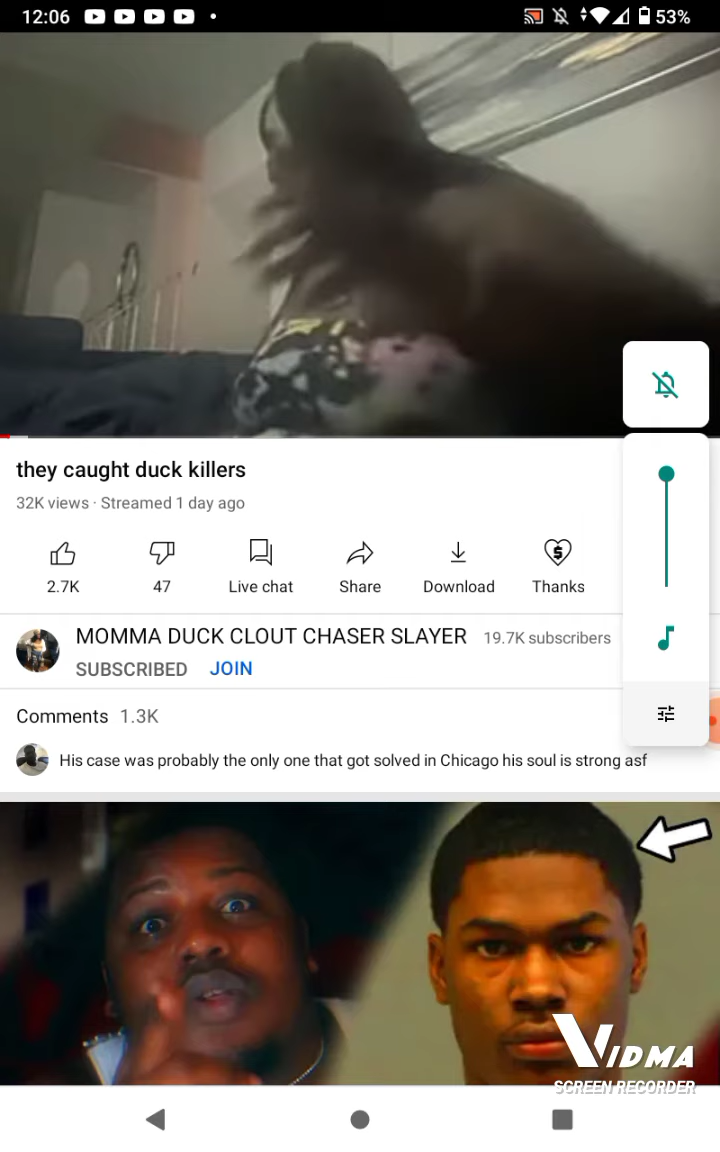 12:06
53%
they caught duck killers
32K views · Streamed 1 day ago
2.7K
47
Live chat
Share
Download
Thanks
MOMMA DUCK CLOUT CHASER SLAYER 19.7K subscribers
SUBSCRIBED JOIN
Comments 1.3K
His case was probably the only one that got solved in Chicago his soul is strong asf
VIDMA
SCREEN RECORDER